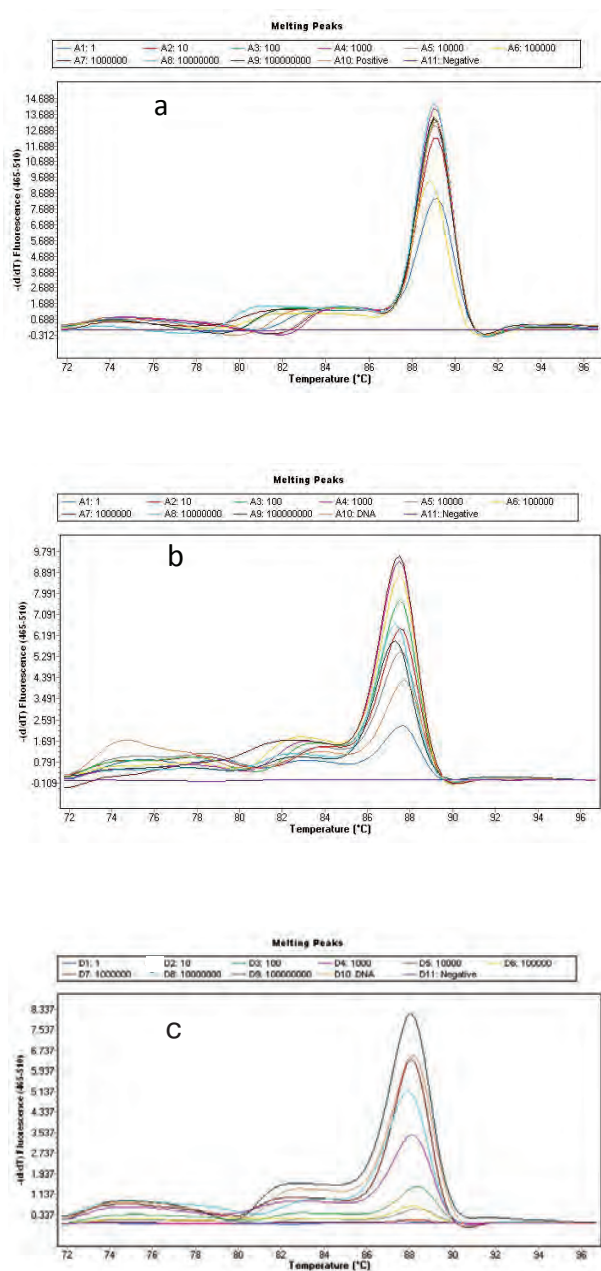 Melting Peaks
A1: 1 A2: 10 A3: 100 A4: 1000 A5: 10000 A6: 100000
A7: 1000000 A8: 10000000 A9: 100000000 A10: Positive A11: Negative
a
14.688
13.688
12.688
11.688
10.688
9.688
8.688
7.688
6.688
5.688
4.688
3.688
2.688
1.688
0.688
-0.312
-(d/dT) Fluorescence (465-510)
72 74 76 78 80 82 84 86 88 90 92 94 96
Temperature (°C)
Melting Peaks
A1: 1 A2: 10 A3: 100 A4: 1000 A5: 10000 A6: 100000
A7: 1000000 A8: 10000000 A9: 100000000 A10: DNA A11: Negative
b
9.791
8.891
7.991
7.091
6.191
5.291
4.391
3.491
2.591
1.691
0.791
-0.109
-(d/dT) Fluorescence (465-510)
72 74 76 78 80 82 84 86 88 90 92 94 96
Temperature (°C)
Melting Peaks
D1: 1 D2: 10 D3: 100 D4: 1000 D5: 10000 D6: 100000
D7: 1000000 D8: 10000000 D9: 100000000 D10: DNA D11: Negative
c
8.337
7.537
6.737
5.937
5.137
4.337
3.537
2.737
1.937
1.137
0.337
-(d/dT) Fluorescence (465-510)
72 74 76 78 80 82 84 86 88 90 92 94 96
Temperature (°C)